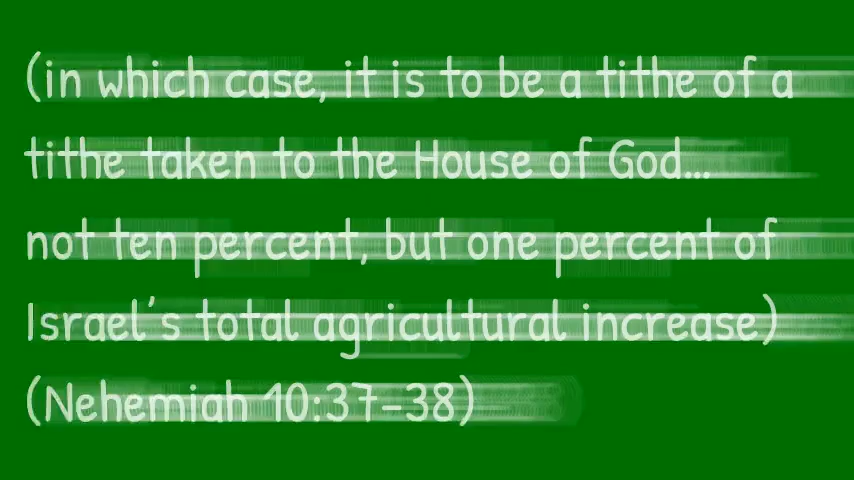 (in which case, it is to be a tithe of a
tithe taken to the House of God...
not ten percent, but one percent of
Israel's total agricultural increase)
(Nehemiah 10:37-38)